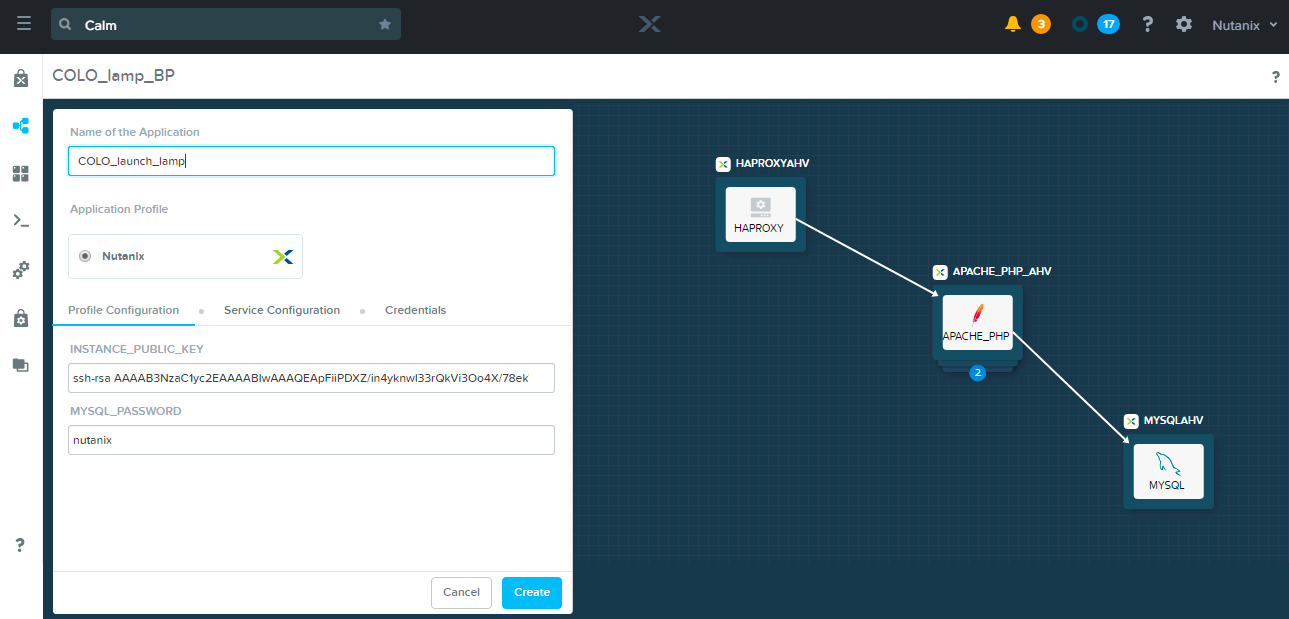 Calm
3
17
?
Nutanix
COLO_lamp_BP
?
Name of the Application
COLO_launch_lamp
Application Profile
Nutanix
Profile Configuration
Service Configuration
Credentials
INSTANCE_PUBLIC_KEY
ssh-rsa AAAAB3NzaC1yc2EAAAABIwAAAQEApFiiPDXZ/in4yknwI33rQkVi3Oo4X/78ek
MYSQL_PASSWORD
nutanix
Cancel
Create
HAPROXYAHV
HAPROXY
APACHE_PHP_AHV
APACHE_PHP
2
MYSQLAHV
MYSQL
?